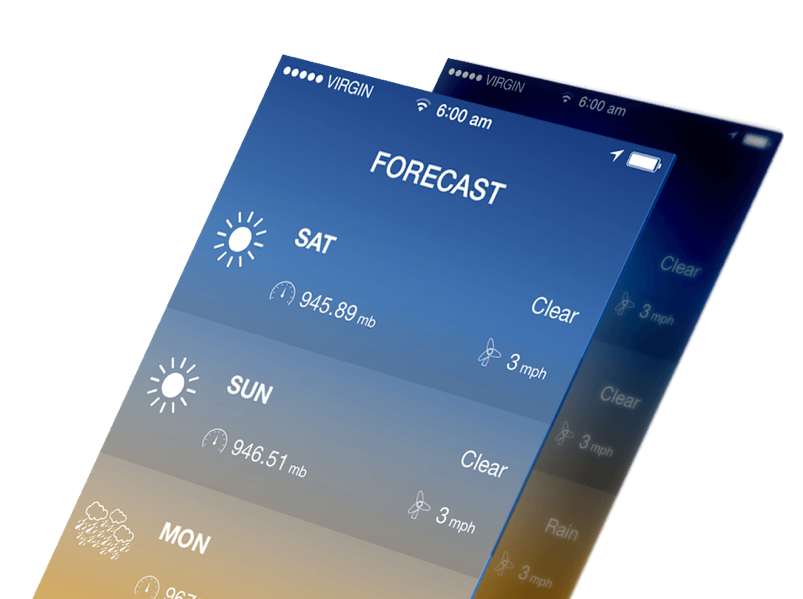 VIRGIN 6:00 am
FORECAST
SAT
945.89 mb
Clear
3 mph
SUN
946.51 mb
Clear
3 mph
MON
VIRGIN 6:00 am
Clear
3 mph
Clear
3 mph
Rain
3 mph